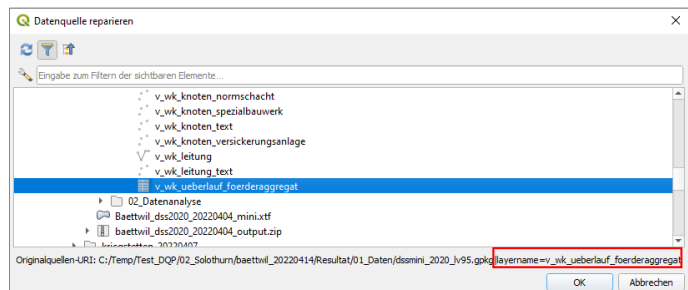 Datenquelle reparieren
Eingabe zum Filtern der sichtbaren Elemente...
v_wk_knoten_normschacht
v_wk_knoten_spezialbauwerk
v_wk_knoten_text
v_wk_knoten_versickerungsanlage
v_wk_leitung
v_wk_leitung_text
v_wk_ueberlauf_foerderaggregat
02_Datenanalyse
Baettwil_dss2020_20220404_mini.xtf
baettwil_dss2020_20220404_output.zip
kriegstetten_20220407
Originalquellen-URI: C:/Temp/Test_DQP/02_Solothurn/baettwil_20220414/Resultat/01_Daten/dssmini_2020_lv95.gpkg|layername=v_wk_ueberlauf_foerderaggregat
OK Abbrechen